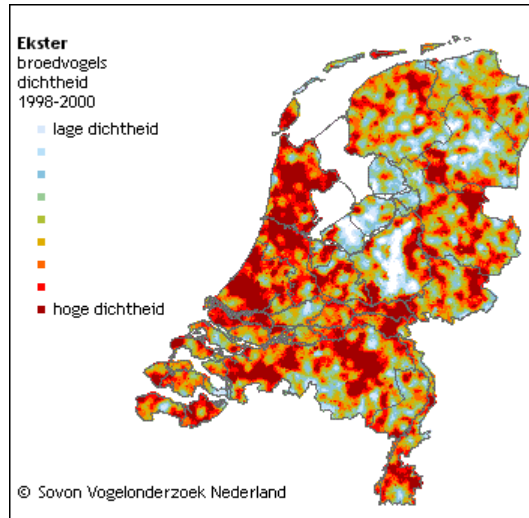 Ekster
broedvogels
dichtheid
1998-2000
lage dichtheid
hoge dichtheid
© Sovon Vogelonderzoek Nederland